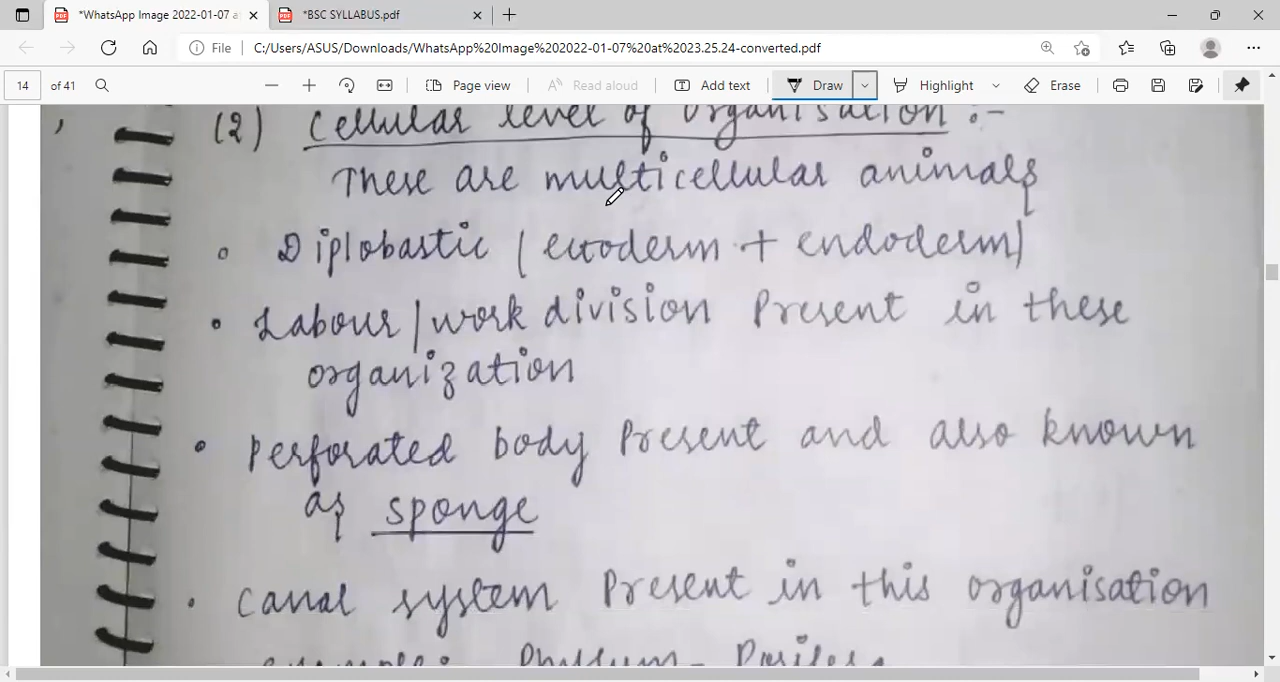 *WhatsApp Image 2022-01-07 a
*BSC SYLLABUS.pdf
File C:/Users/ASUS/Downloads/WhatsApp%20Image%202022-01-07%20at%2023.25.24-converted.pdf
14 of 41 Page view Read aloud Add text Draw Highlight Erase
(2) Cellular level of Organisation :-
These are multicellular animals
Diplobastic (ectoderm + endoderm)
Labour/work division Present in these
organization
Perforated body Present and also known
as sponge
Canal system Present in this organisation
example: Phyllum - Porifera